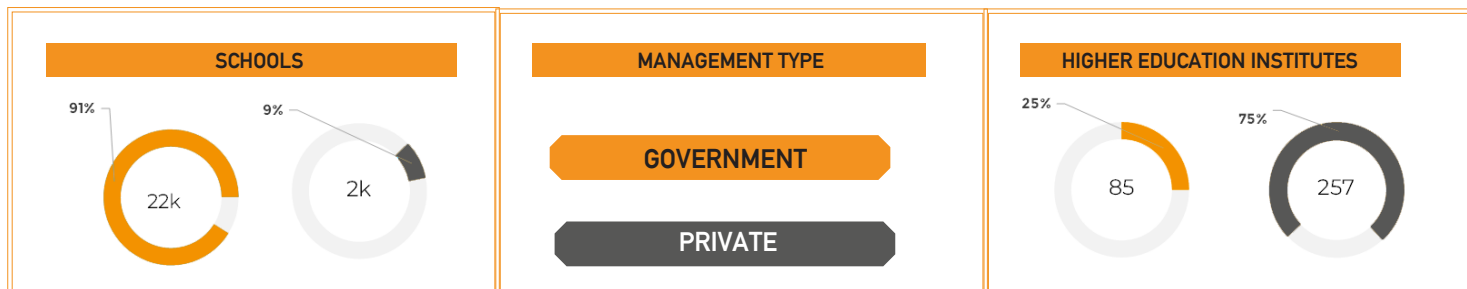 SCHOOLS
91%
9%
22k
2k
MANAGEMENT TYPE
GOVERNMENT
PRIVATE
HIGHER EDUCATION INSTITUTES
25%
75%
85
257